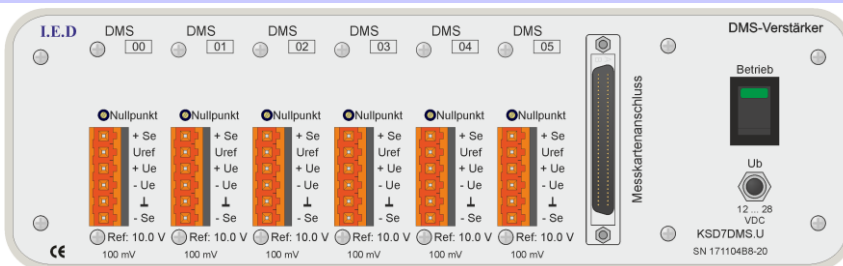 I.E.D DMS DMS DMS DMS DMS DMS DMS-Verstärker
00 01 02 03 04 05
Betrieb
Messkartenanschluss
Nullpunkt Nullpunkt Nullpunkt Nullpunkt Nullpunkt Nullpunkt
+ Se + Se + Se + Se + Se + Se
Uref Uref Uref Uref Uref Uref
Ub
+ Ue + Ue + Ue + Ue + Ue + Ue
- Ue - Ue - Ue - Ue - Ue - Ue
⊥ ⊥ ⊥ ⊥ ⊥ ⊥
12 ... 28
VDC
- Se - Se - Se - Se - Se - Se
Ref: 10.0 V Ref: 10.0 V Ref: 10.0 V Ref: 10.0 V Ref: 10.0 V Ref: 10.0 V
KSD7DMS.U
CE 100 mV 100 mV 100 mV 100 mV 100 mV 100 mV
SN 171104B8-20